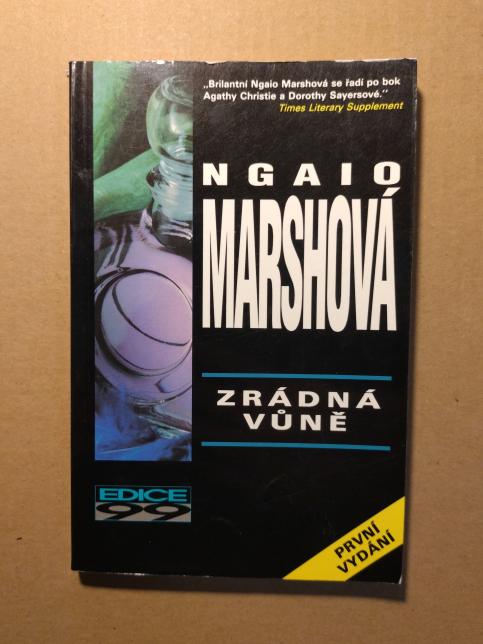 „Brilantní Ngaio Marshová se řadí po bok
Agathy Christie a Dorothy Sayersové.“
Times Literary Supplement
NGAIO
MARSHOVÁ
ZRÁDNÁ
VŮNĚ
EDICE
99
PRVNÍ
VYDÁNÍ